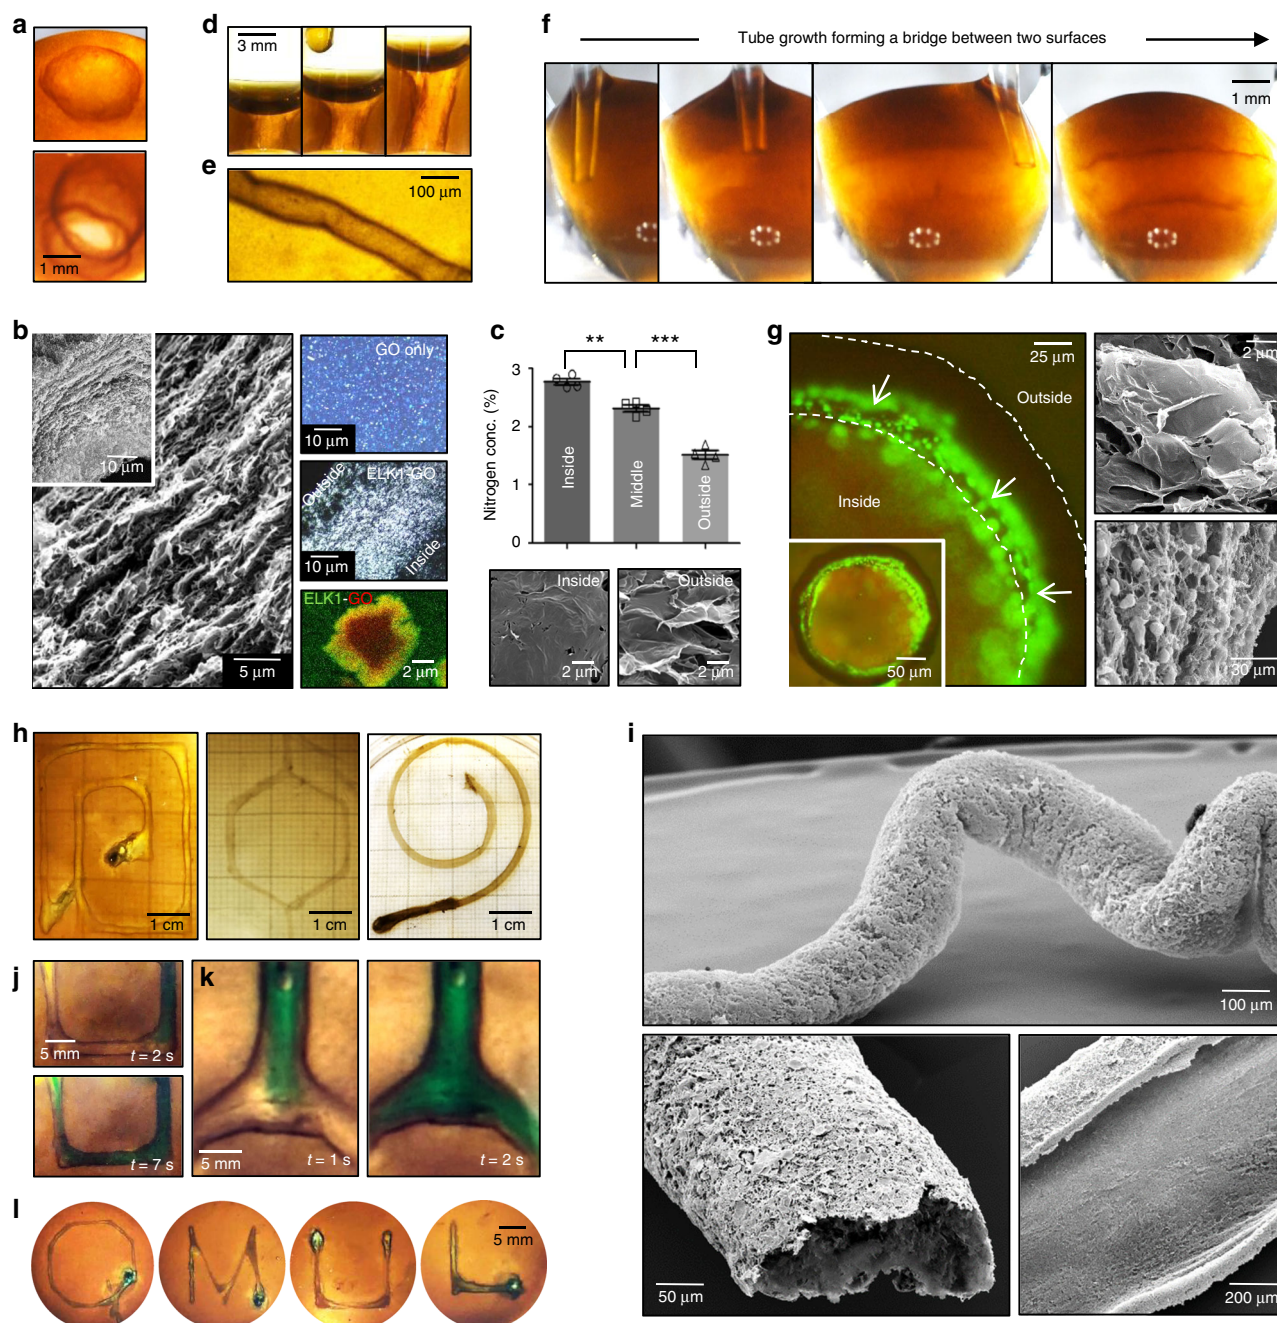 a
1 mm
d
3 mm
e
100 μm
f
Tube growth forming a bridge between two surfaces
1 mm
b
10 μm
5 μm
GO only
10 μm
Outside
ELK1-GO
Inside
10 μm
ELK1-GO
2 μm
c
** ***
Nitrogen conc. (%)
3
2
1
0
Inside
Middle
Outside
Inside
2 μm
Outside
2 μm
g
25 μm
Outside
Inside
50 μm
2 μm
30 μm
h
1 cm
1 cm
1 cm
i
100 μm
50 μm
200 μm
j
5 mm
t = 2 s
t = 7 s
k
5 mm
t = 1 s
t = 2 s
l
5 mm
Q M U L